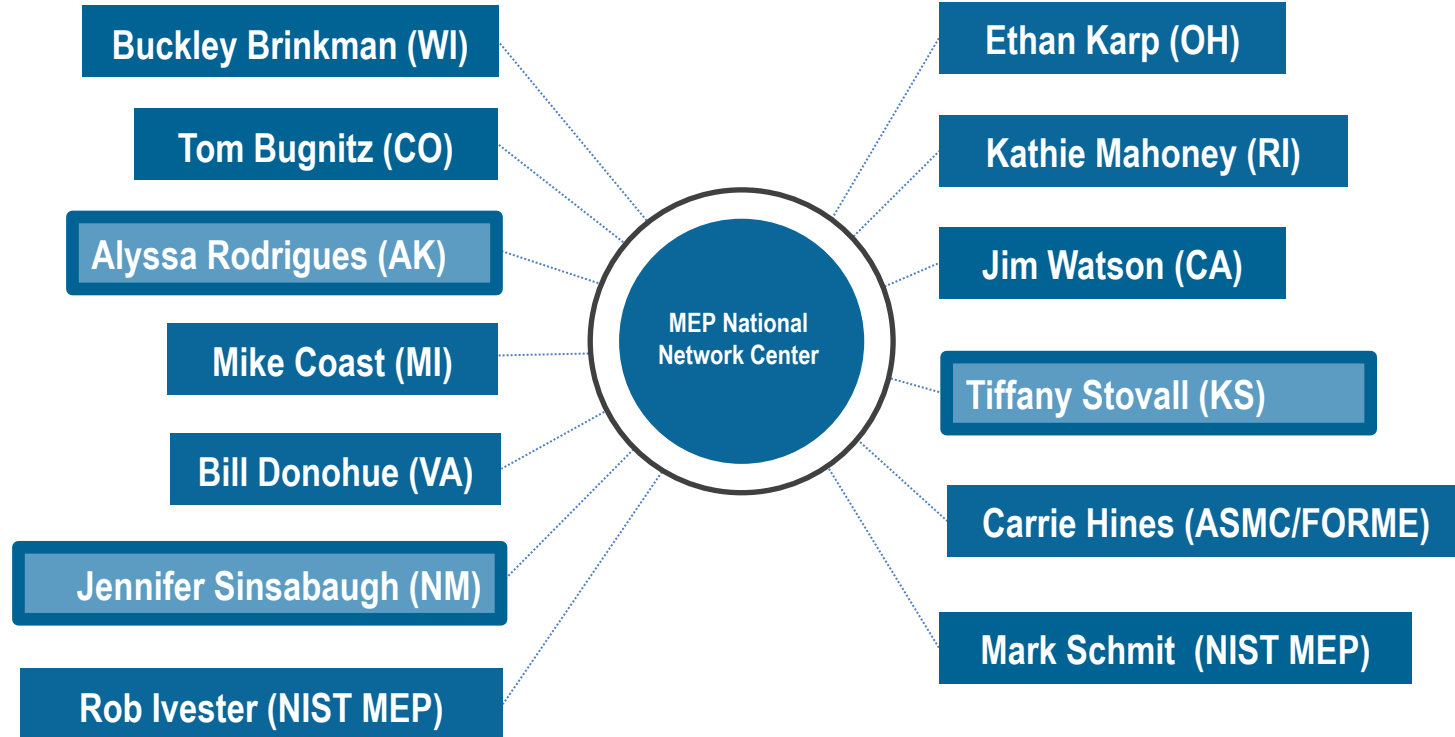 Buckley Brinkman (WI)
Tom Bugnitz (CO)
Alyssa Rodrigues (AK)
Mike Coast (MI)
Bill Donohue (VA)
Jennifer Sinsabaugh (NM)
Rob Ivester (NIST MEP)
MEP National
Network Center
Ethan Karp (OH)
Kathie Mahoney (RI)
Jim Watson (CA)
Tiffany Stovall (KS)
Carrie Hines (ASMC/FORME)
Mark Schmit  (NIST MEP)